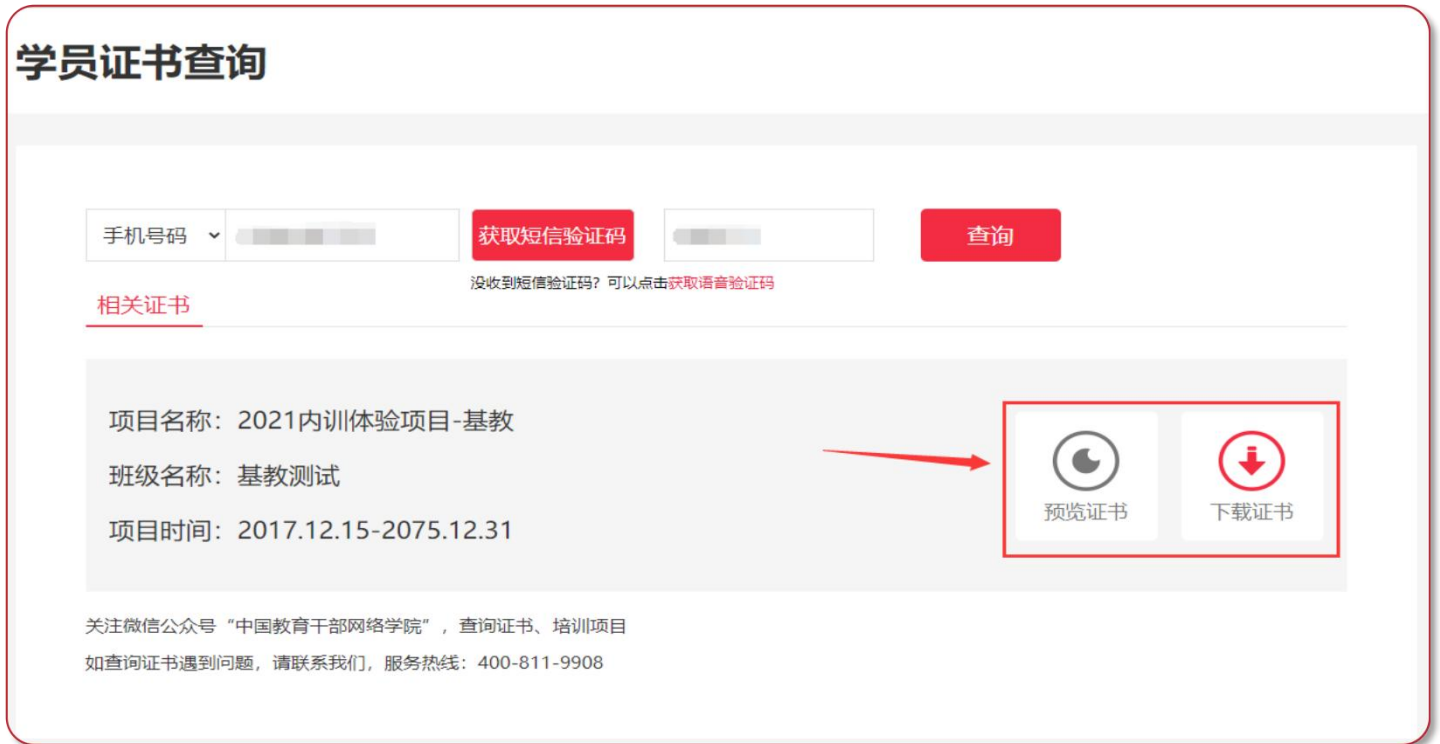 学员证书查询
手机号码 获取短信验证码 查询
没收到短信验证码？可以点击获取语音验证码
相关证书
项目名称：2021内训体验项目-基教
班级名称：基教测试
项目时间：2017.12.15-2075.12.31
预览证书 下载证书
关注微信公众号“中国教育干部网络学院”，查询证书、培训项目
如查询证书遇到问题，请联系我们，服务热线：400-811-9908